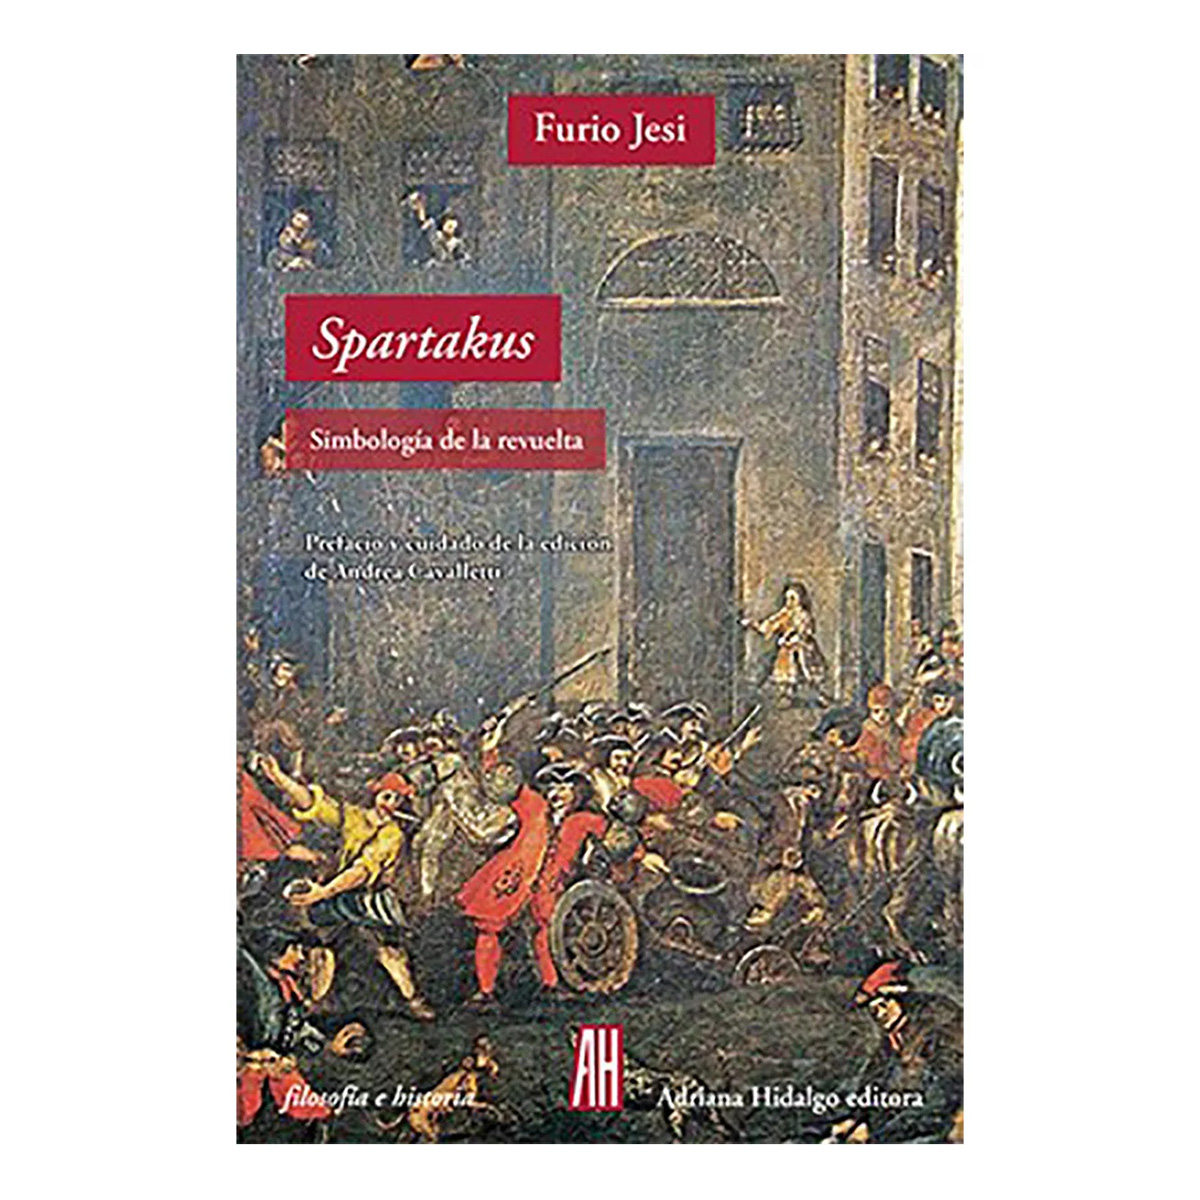 Furio Jesi
Spartakus
Simbología de la revuelta
Prefacio y cuidado de la edición
de Andrea Cavalletti
AH
filosofía e historia
Adriana Hidalgo editora